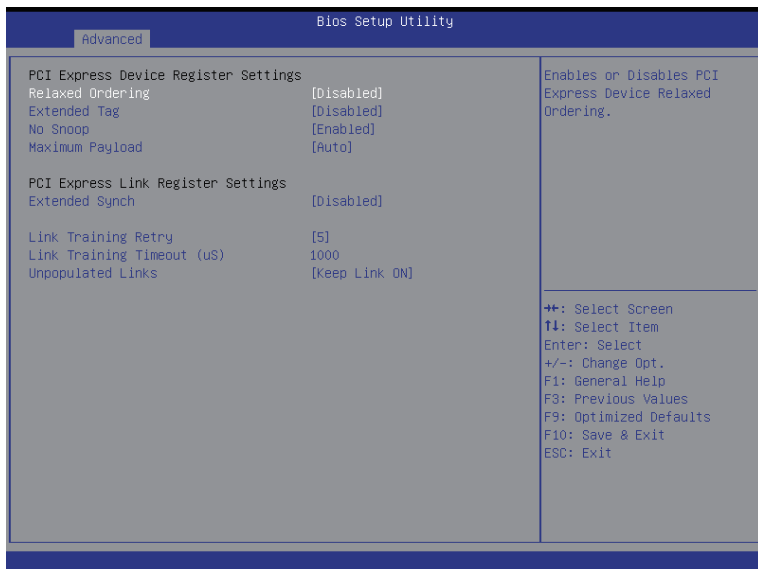 Bios Setup Utility
Advanced
PCI Express Device Register Settings
Relaxed Ordering [Disabled]
Extended Tag [Disabled]
No Snoop [Enabled]
Maximum Payload [Auto]
PCI Express Link Register Settings
Extended Synch [Disabled]
Link Training Retry [5]
Link Training Timeout (uS) 1000
Unpopulated Links [Keep Link ON]
Enables or Disables PCI
Express Device Relaxed
Ordering.
→←: Select Screen
↑↓: Select Item
Enter: Select
+/-: Change Opt.
F1: General Help
F3: Previous Values
F9: Optimized Defaults
F10: Save & Exit
ESC: Exit